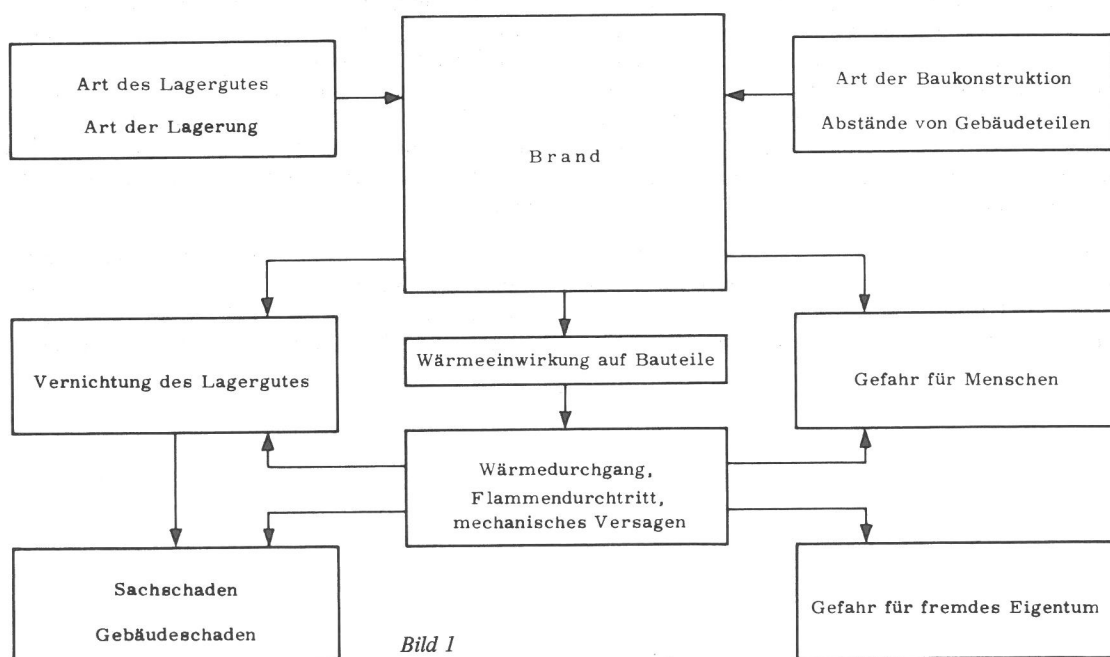 Art des Lagergutes
Art der Lagerung
Brand
Art der Baukonstruktion
Abstände von Gebäudeteilen
Vernichtung des Lagergutes
Wärmeeinwirkung auf Bauteile
Gefahr für Menschen
Wärmedurchgang,
Flammendurchtritt,
mechanisches Versagen
Sachschaden
Gebäudeschaden
Gefahr für fremdes Eigentum
Bild 1